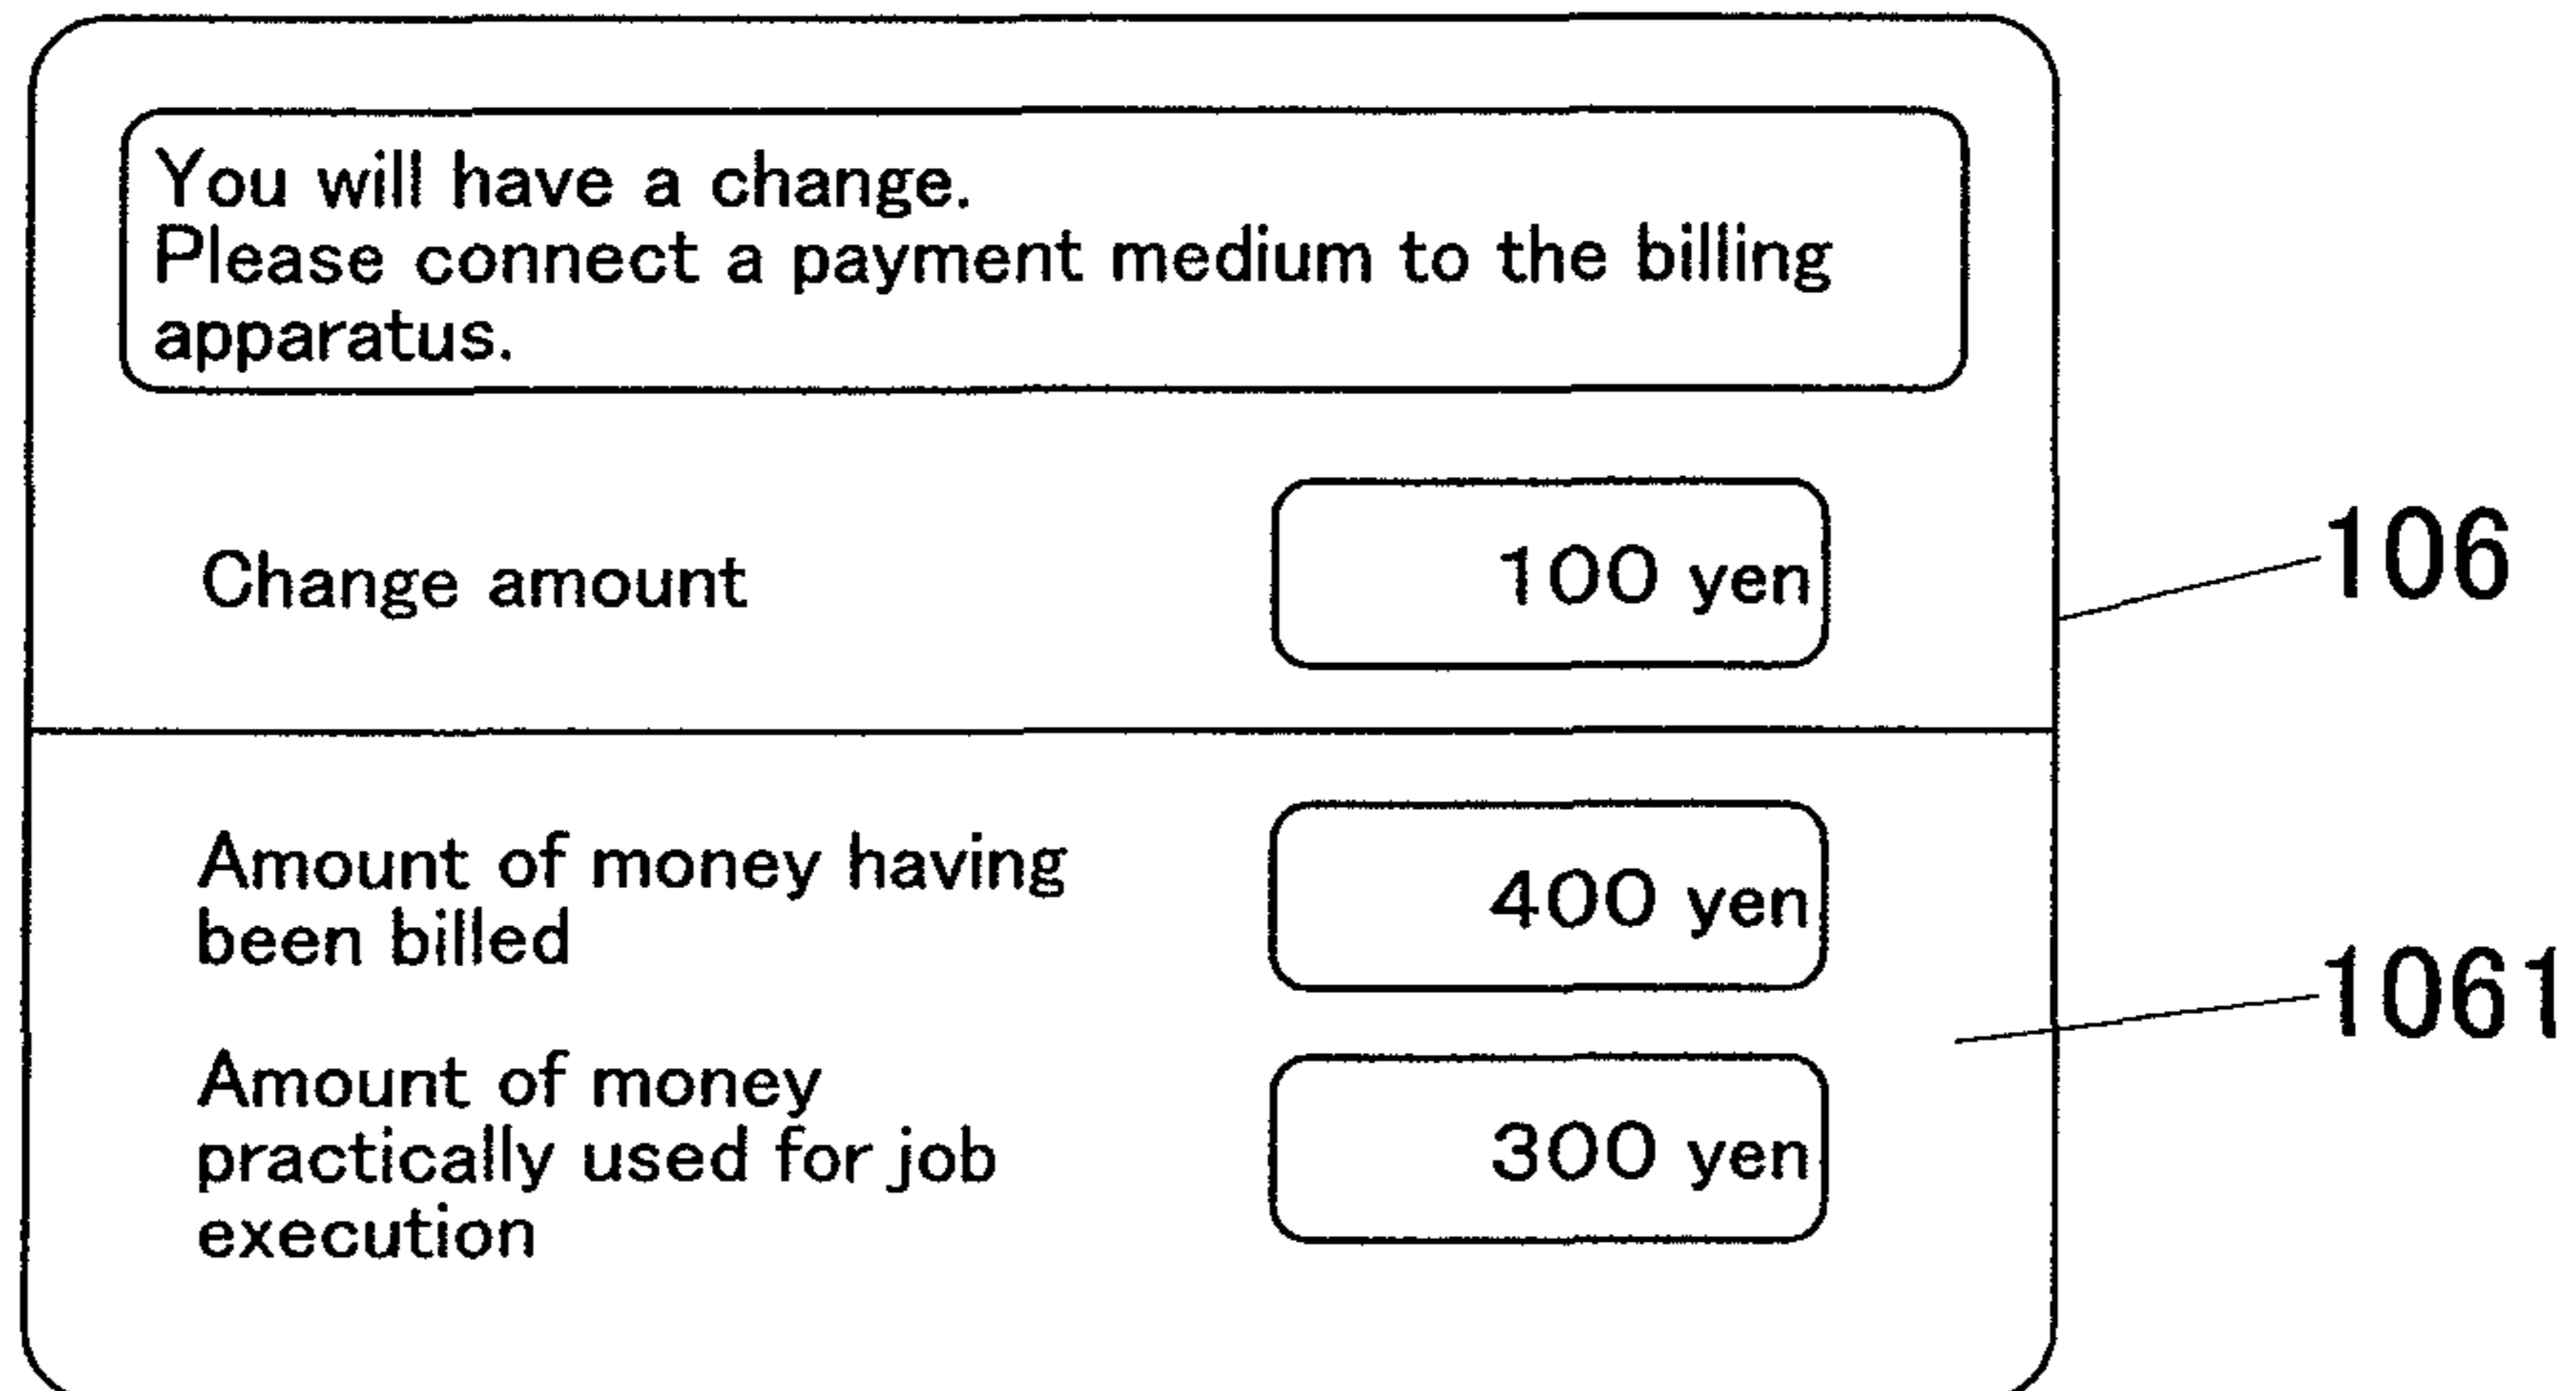 You will have a change.
Please connect a payment medium to the billing
apparatus.
Change amount
100 yen
106
Amount of money having
been billed
400 yen
1061
Amount of money
practically used for job
execution
300 yen